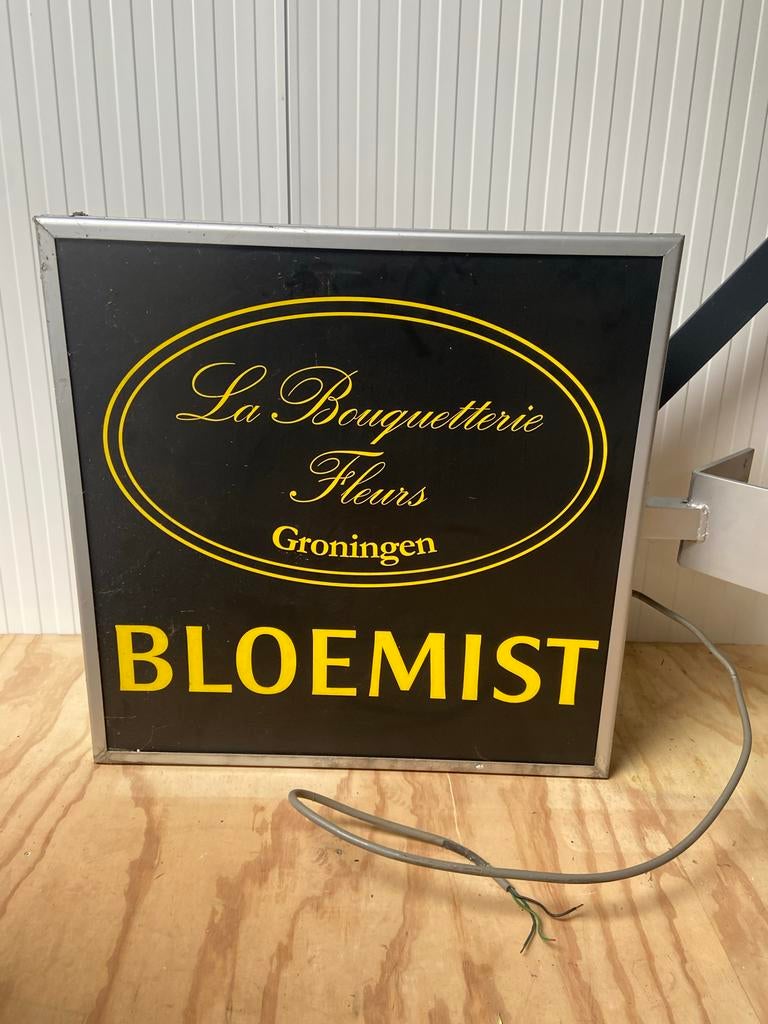 La Bouquetterie
Fleurs
Groningen
BLOEMIST